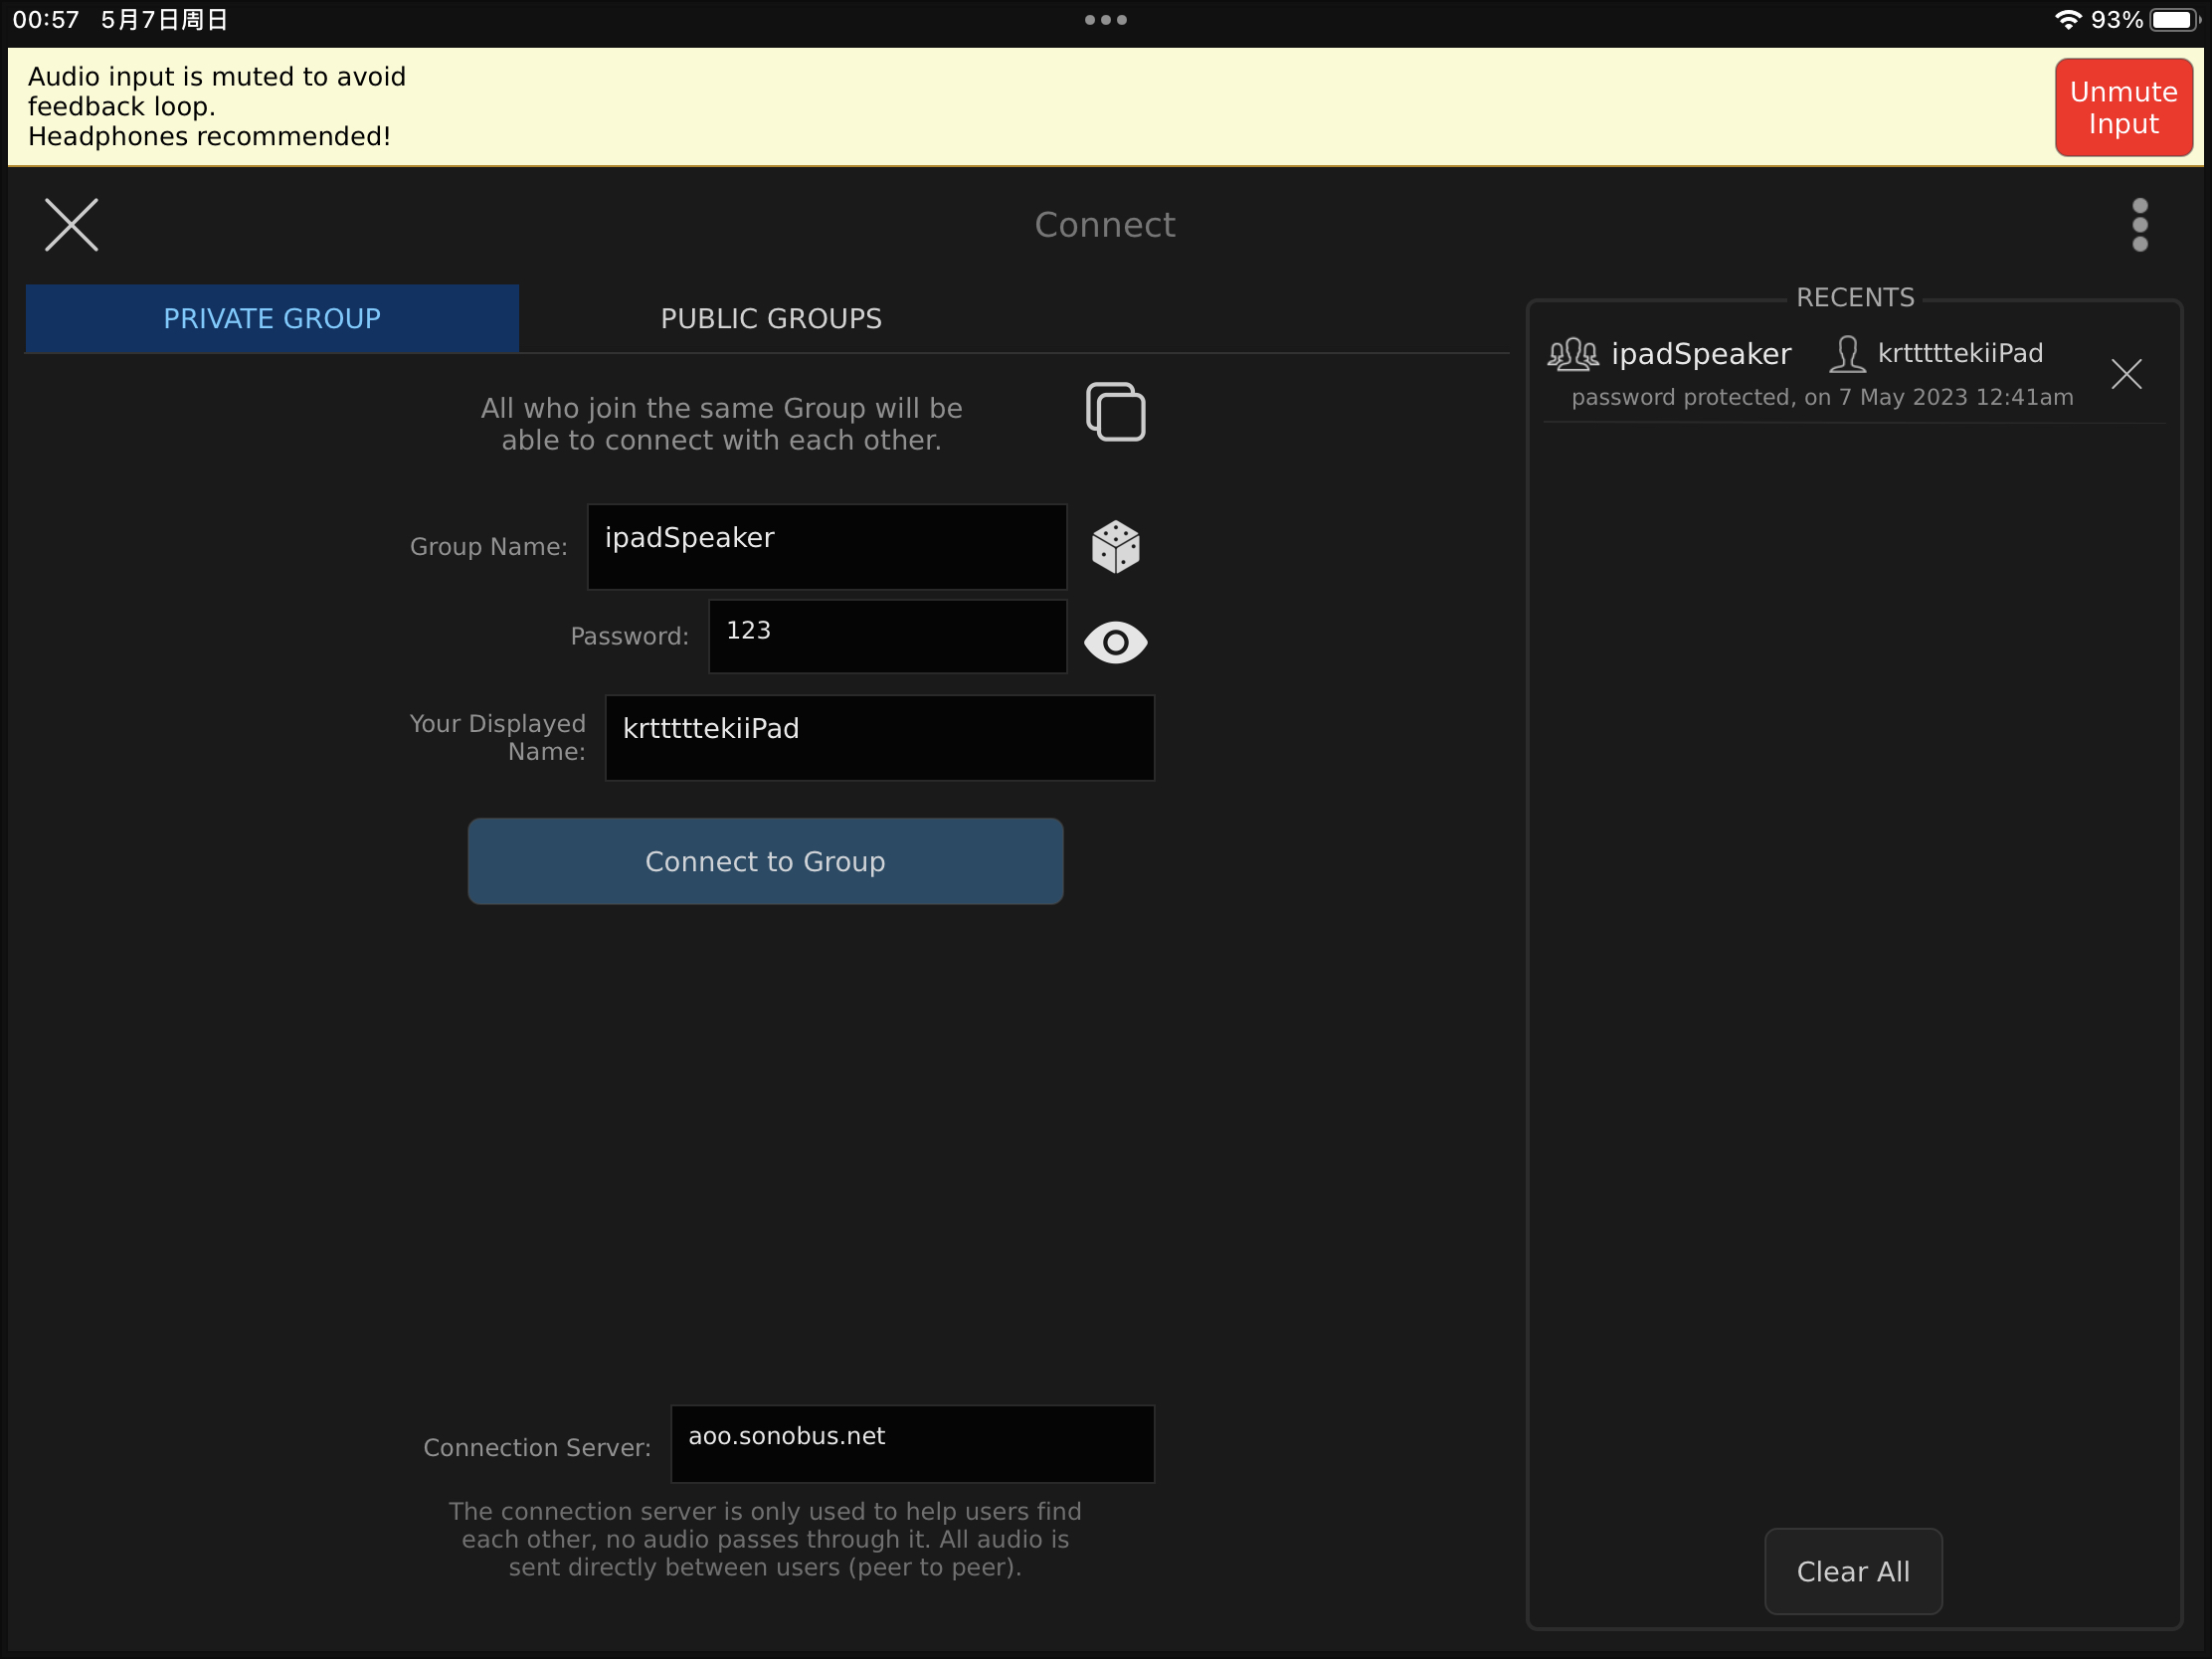 00:57 5月7日周日
93%
Audio input is muted to avoid
feedback loop.
Headphones recommended!
Unmute
Input
Connect
PRIVATE GROUP
PUBLIC GROUPS
All who join the same Group will be
able to connect with each other.
Group Name:
ipadSpeaker
Password:
123
Your Displayed
Name:
krtttttekiiPad
Connect to Group
Connection Server:
aoo.sonobus.net
The connection server is only used to help users find
each other, no audio passes through it. All audio is
sent directly between users (peer to peer).
RECENTS
ipadSpeaker krtttttekiiPad
password protected, on 7 May 2023 12:41am
Clear All